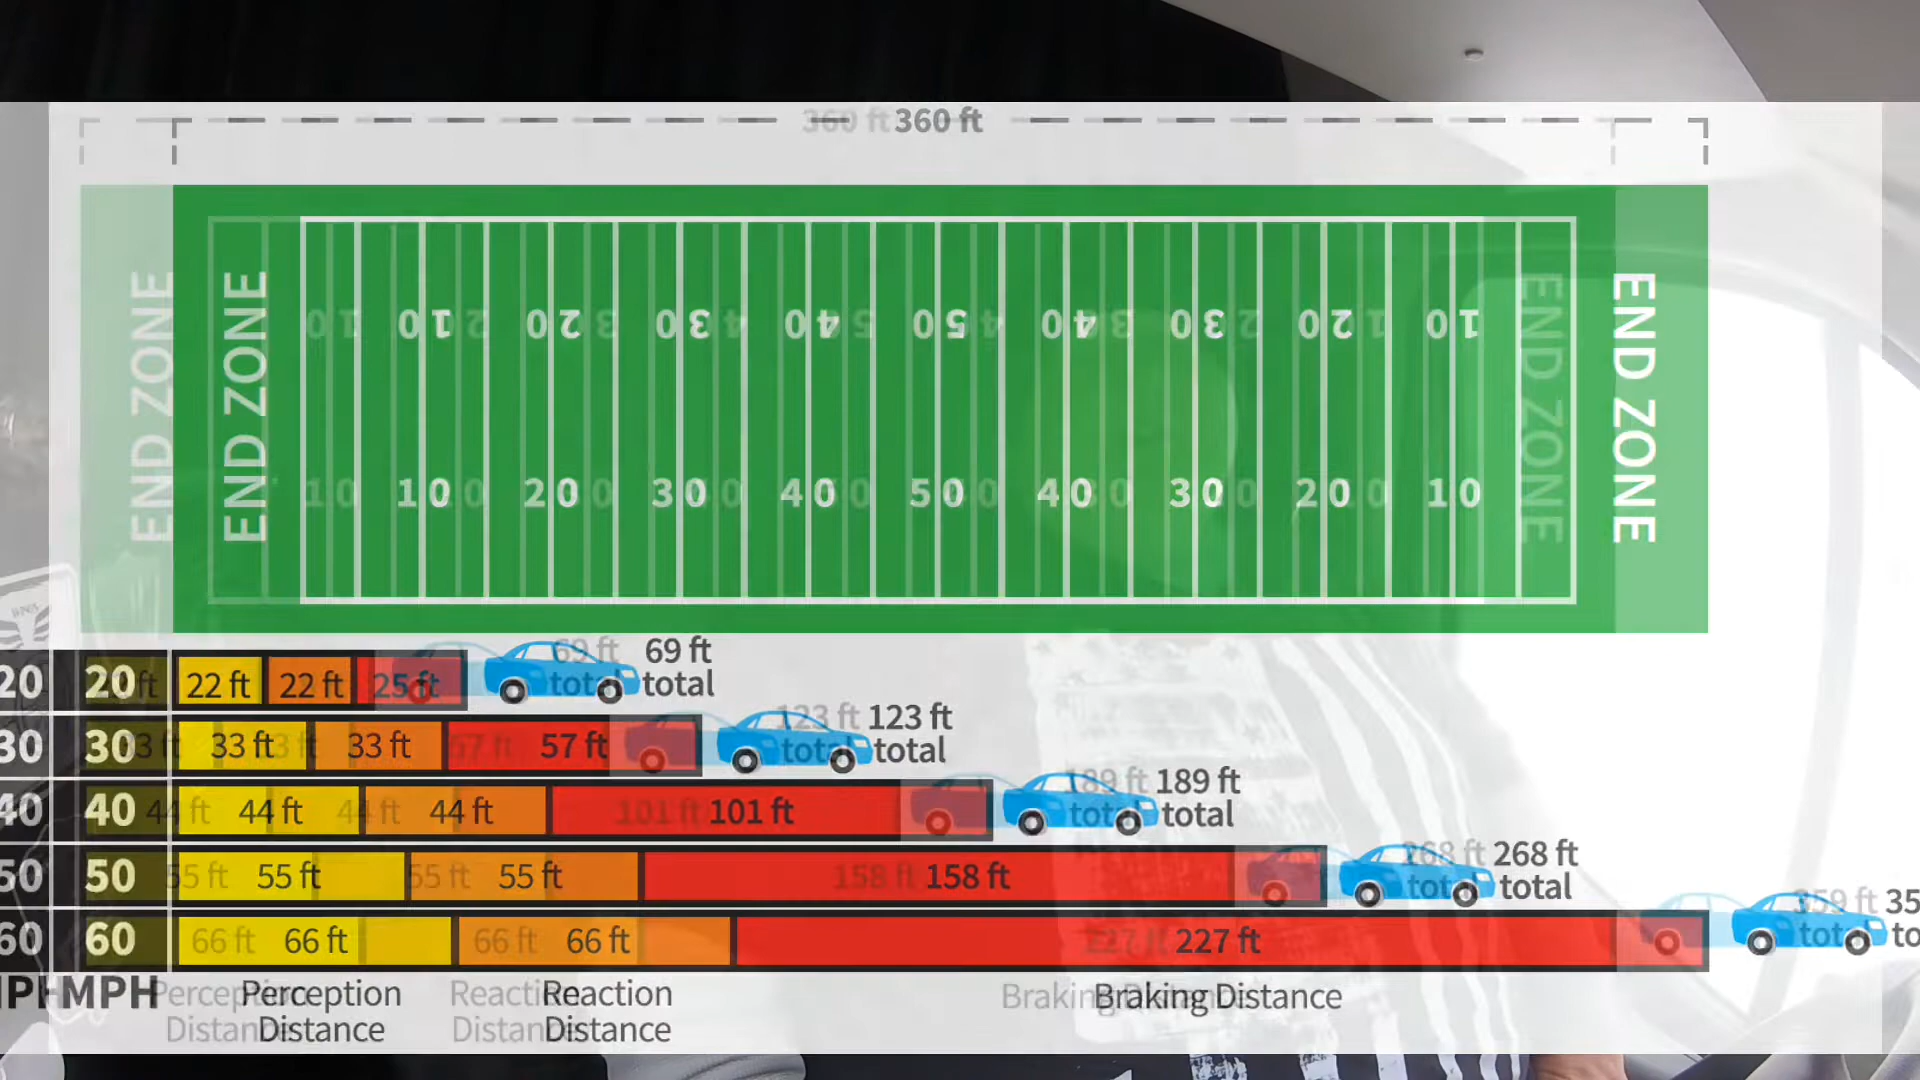 360 ft
END ZONE
10 20 30 40 50 40 30 20 10
10 20 30 40 50 40 30 20 10
END ZONE
20 22 ft 22 ft 25 ft 69 ft total
30 33 ft 33 ft 57 ft 123 ft total
40 44 ft 44 ft 101 ft 189 ft total
50 55 ft 55 ft 158 ft 268 ft total
60 66 ft 66 ft 227 ft 359 ft total
MPH Perception Distance Reaction Distance Braking Distance